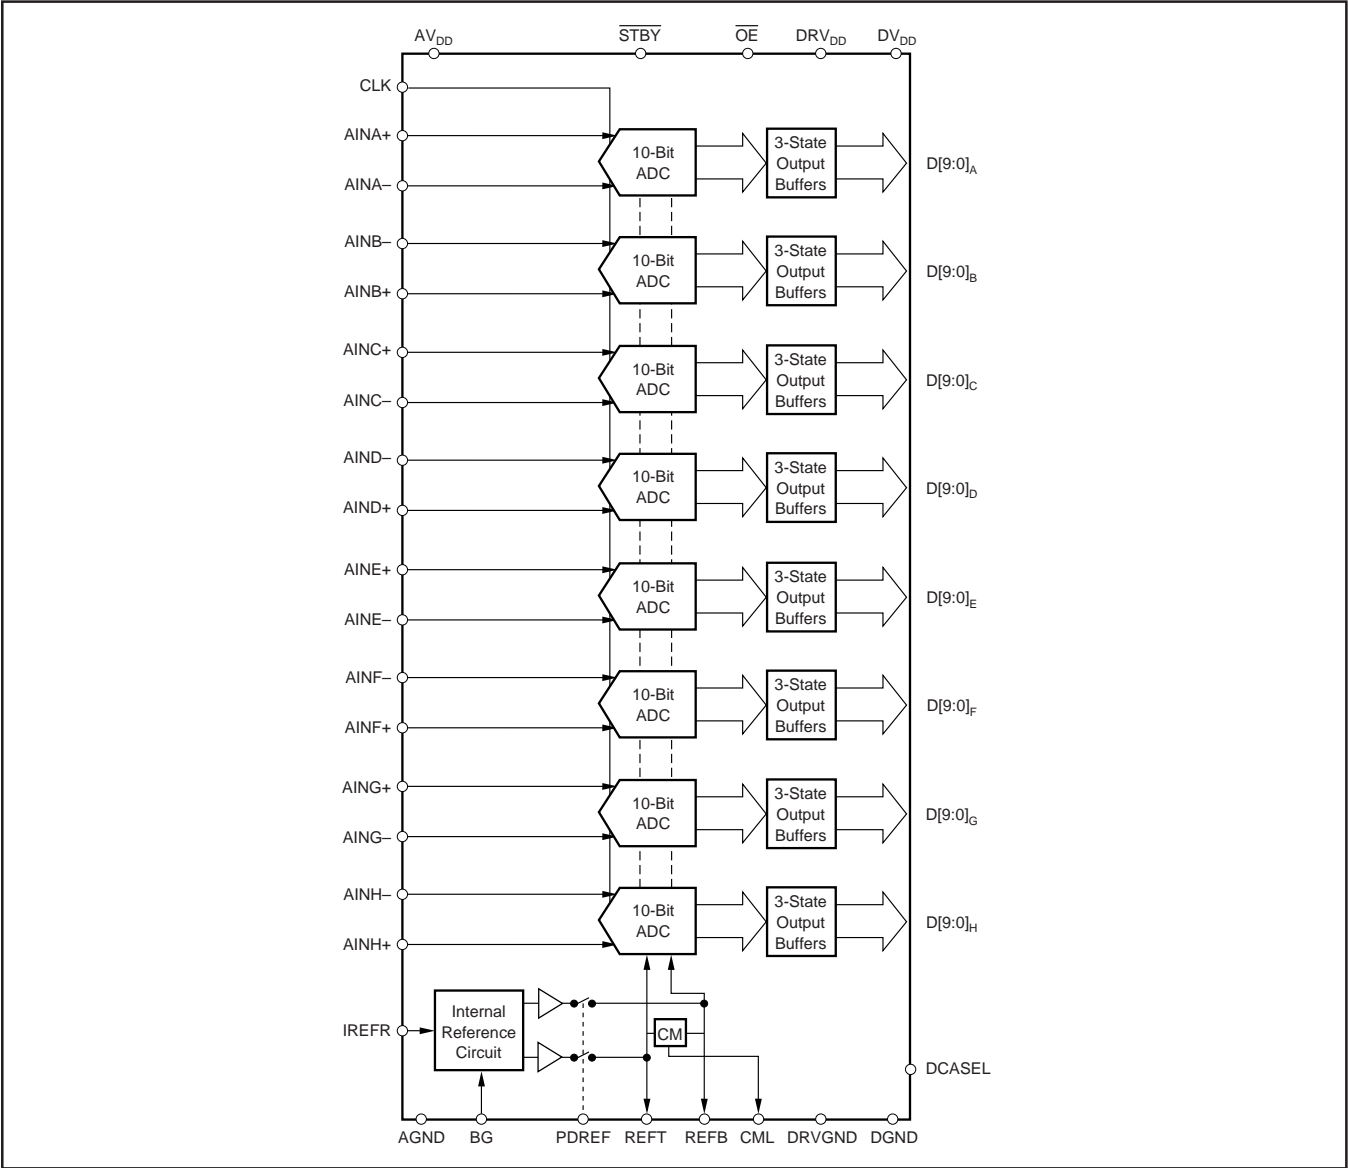 AVDD STBY OE DRVDD DVDD
CLK
AINA+
AINA–
10-Bit
ADC
3-State
Output
Buffers
D[9:0]A
AINB–
AINB+
10-Bit
ADC
3-State
Output
Buffers
D[9:0]B
AINC+
AINC–
10-Bit
ADC
3-State
Output
Buffers
D[9:0]C
AIND–
AIND+
10-Bit
ADC
3-State
Output
Buffers
D[9:0]D
AINE+
AINE–
10-Bit
ADC
3-State
Output
Buffers
D[9:0]E
AINF–
AINF+
10-Bit
ADC
3-State
Output
Buffers
D[9:0]F
AING+
AING–
10-Bit
ADC
3-State
Output
Buffers
D[9:0]G
AINH–
AINH+
10-Bit
ADC
3-State
Output
Buffers
D[9:0]H
IREFR
Internal
Reference
Circuit
CM
DCASEL
AGND BG PDREF REFT REFB CML DRVGND DGND